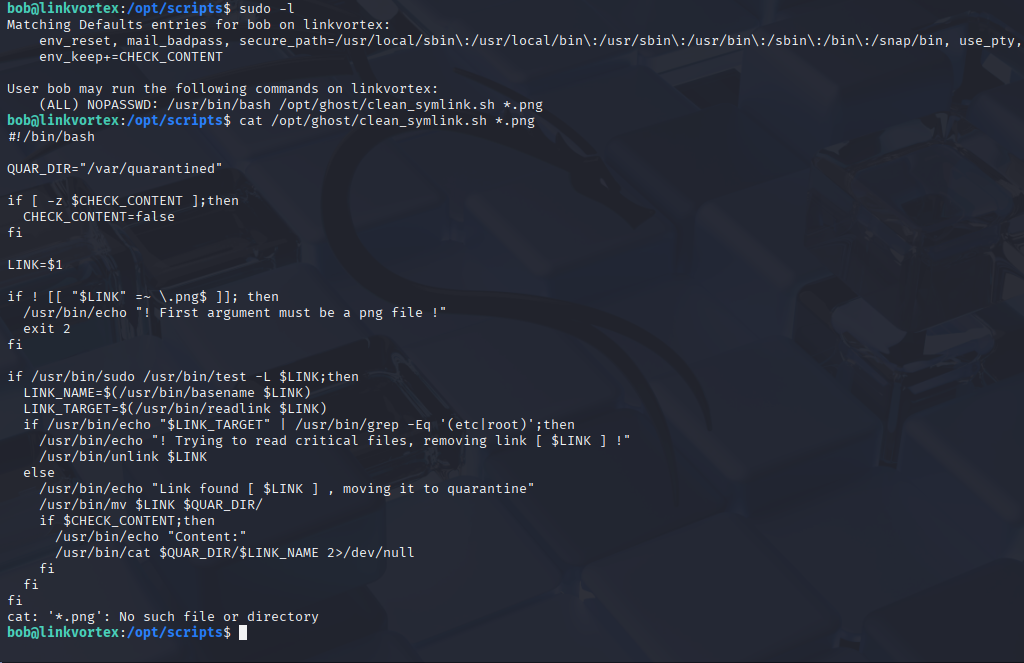 bob@linkvortex:/opt/scripts$ sudo -l
Matching Defaults entries for bob on linkvortex:
    env_reset, mail_badpass, secure_path=/usr/local/sbin\:/usr/local/bin\:/usr/sbin\:/usr/bin\:/sbin\:/bin\:/snap/bin, use_pty,
    env_keep+=CHECK_CONTENT

User bob may run the following commands on linkvortex:
    (ALL) NOPASSWD: /usr/bin/bash /opt/ghost/clean_symlink.sh *.png
bob@linkvortex:/opt/scripts$ cat /opt/ghost/clean_symlink.sh *.png
#!/bin/bash

QUAR_DIR="/var/quarantined"

if [ -z $CHECK_CONTENT ];then
  CHECK_CONTENT=false
fi

LINK=$1

if ! [[ "$LINK" =~ \.png$ ]]; then
  /usr/bin/echo "! First argument must be a png file !"
  exit 2
fi

if /usr/bin/sudo /usr/bin/test -L $LINK;then
  LINK_NAME=$(/usr/bin/basename $LINK)
  LINK_TARGET=$(/usr/bin/readlink $LINK)
  if /usr/bin/echo "$LINK_TARGET" | /usr/bin/grep -Eq '(etc|root)';then
    /usr/bin/echo "! Trying to read critical files, removing link [ $LINK ] !"
    /usr/bin/unlink $LINK
  else
    /usr/bin/echo "Link found [ $LINK ] , moving it to quarantine"
    /usr/bin/mv $LINK $QUAR_DIR/
    if $CHECK_CONTENT;then
      /usr/bin/echo "Content:"
      /usr/bin/cat $QUAR_DIR/$LINK_NAME 2>/dev/null
    fi
  fi
fi
cat: '*.png': No such file or directory
bob@linkvortex:/opt/scripts$